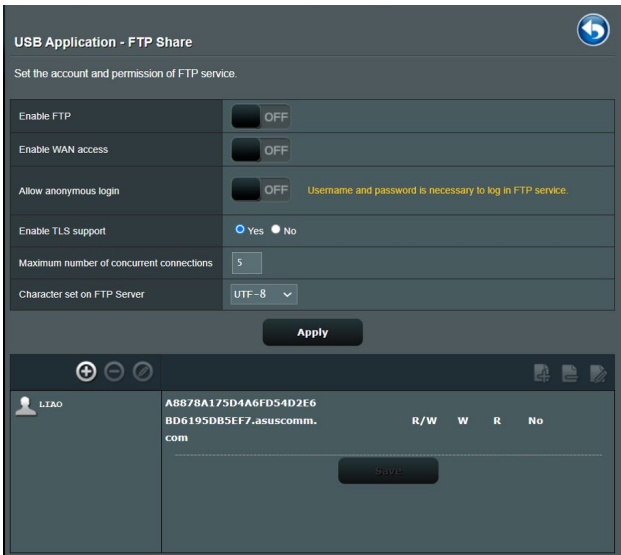 USB Application - FTP Share
Set the account and permission of FTP service.
Enable FTP
OFF
Enable WAN access
OFF
Allow anonymous login
OFF
Username and password is necessary to log in FTP service.
Enable TLS support
Yes No
Maximum number of concurrent connections
5
Character set on FTP Server
UTF-8
Apply
LIAO
A8878A175D4A6FD54D2E6
BD6195DB5EF7.asuscomm.
com
R/W W R No
Save